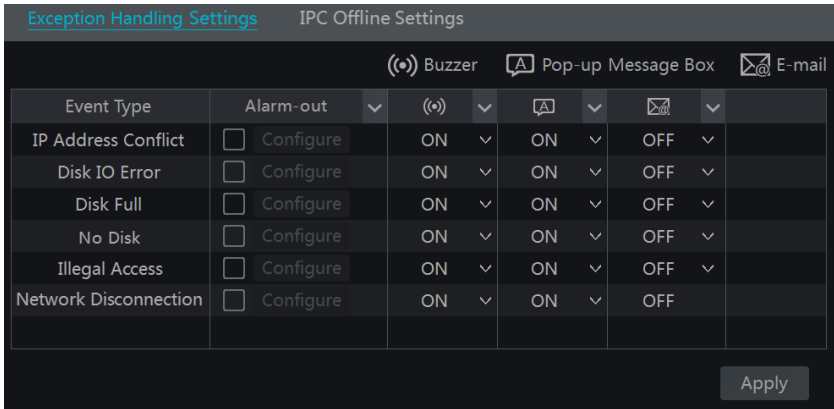 Exception Handling Settings IPC Offline Settings
Buzzer A Pop-up Message Box E-mail
Event Type Alarm-out A
IP Address Conflict Configure ON ON OFF
Disk IO Error Configure ON ON OFF
Disk Full Configure ON ON OFF
No Disk Configure ON ON OFF
Illegal Access Configure ON ON OFF
Network Disconnection Configure ON ON OFF
Apply